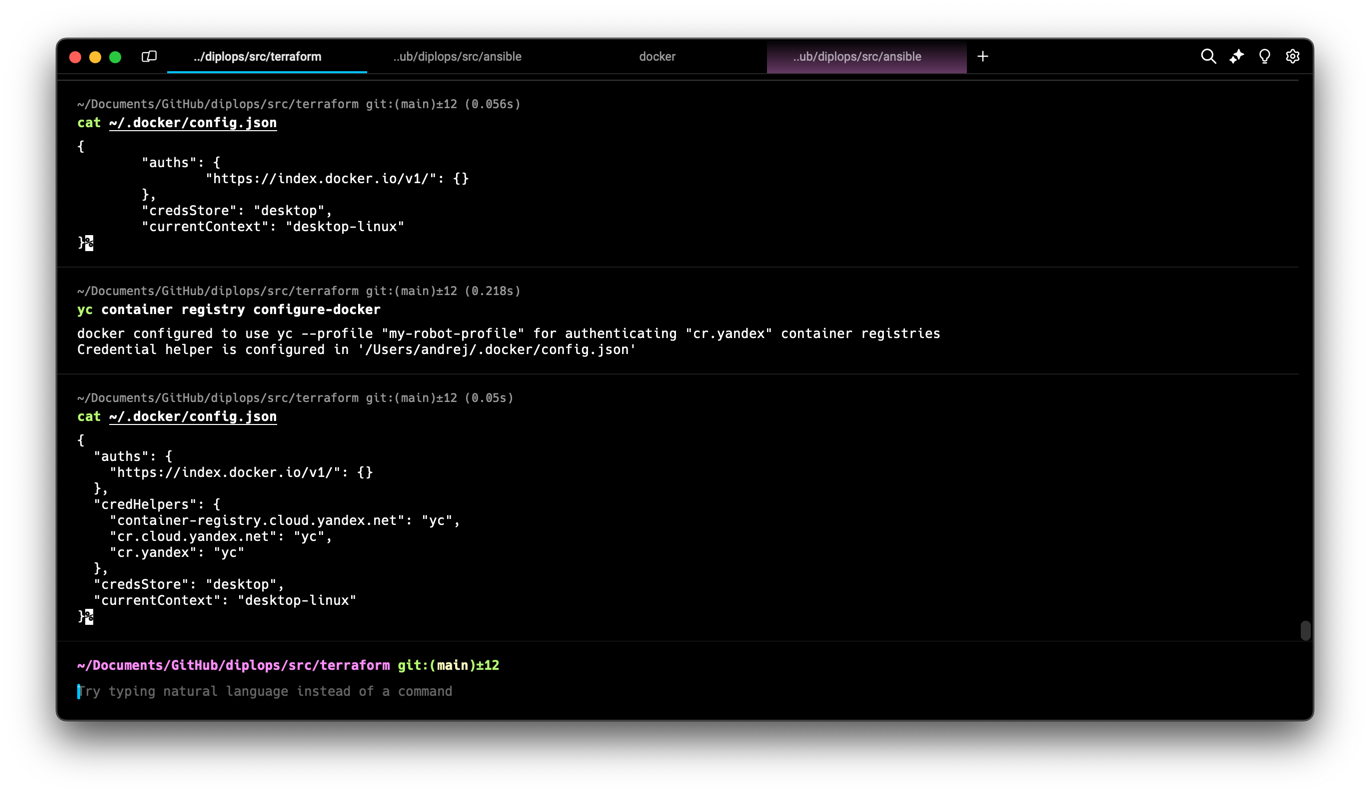 ../diplops/src/terraform
..ub/diplops/src/ansible
docker
..ub/diplops/src/ansible
~/Documents/GitHub/diplops/src/terraform git:(main)±12 (0.056s)
cat ~/.docker/config.json
{
        "auths": {
                "https://index.docker.io/v1/": {}
        },
        "credsStore": "desktop",
        "currentContext": "desktop-linux"
}%
~/Documents/GitHub/diplops/src/terraform git:(main)±12 (0.218s)
yc container registry configure-docker
docker configured to use yc --profile "my-robot-profile" for authenticating "cr.yandex" container registries
Credential helper is configured in '/Users/andrej/.docker/config.json'
~/Documents/GitHub/diplops/src/terraform git:(main)±12 (0.05s)
cat ~/.docker/config.json
{
  "auths": {
    "https://index.docker.io/v1/": {}
  },
  "credHelpers": {
    "container-registry.cloud.yandex.net": "yc",
    "cr.cloud.yandex.net": "yc",
    "cr.yandex": "yc"
  },
  "credsStore": "desktop",
  "currentContext": "desktop-linux"
}%
~/Documents/GitHub/diplops/src/terraform git:(main)±12
Try typing natural language instead of a command